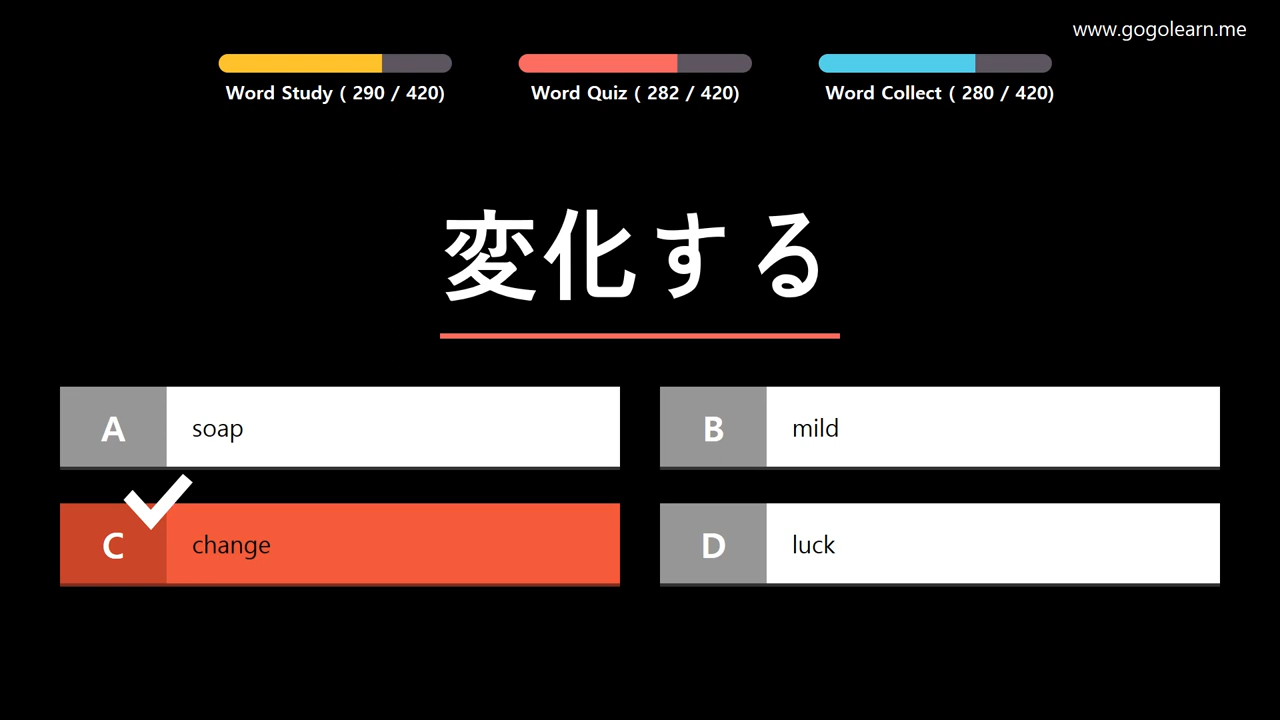 www.gogolearn.me
Word Study ( 290 / 420)
Word Quiz ( 282 / 420)
Word Collect ( 280 / 420)
変化する
A soap
B mild
C change
D luck